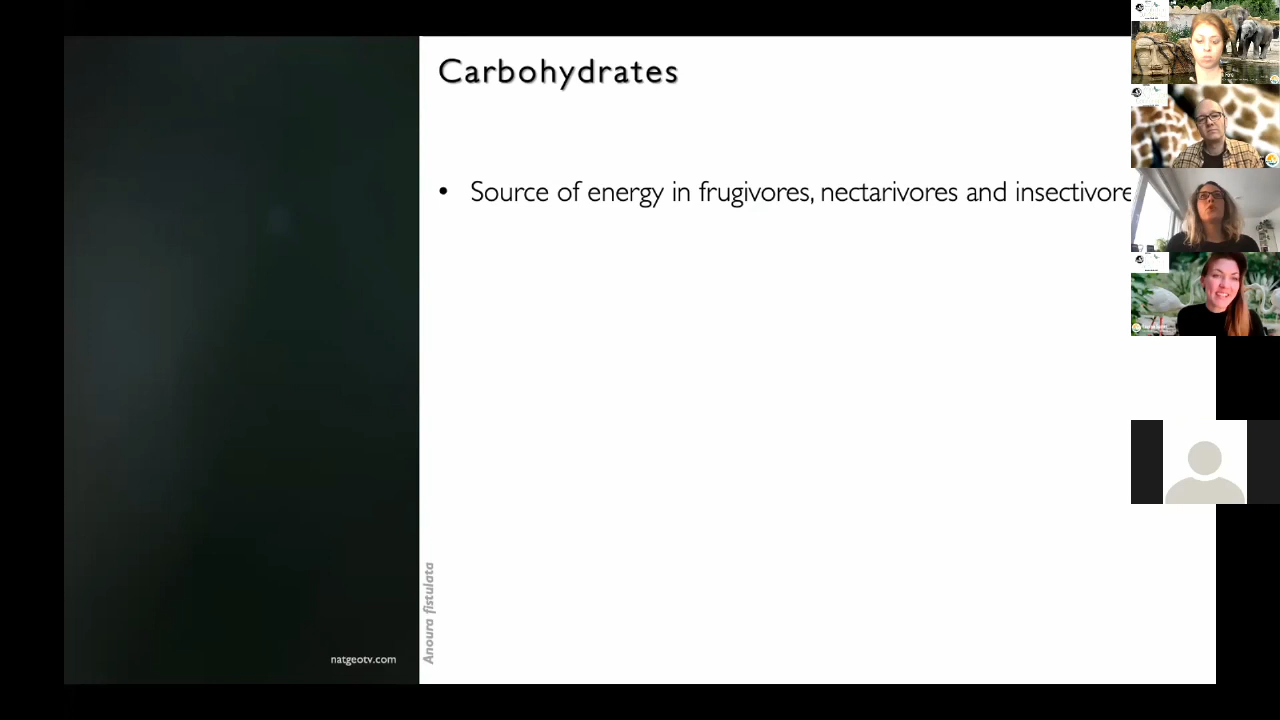 Carbohydrates
• Source of energy in frugivores, nectarivores and insectivore
Anoura fistulata
natgeotv.com